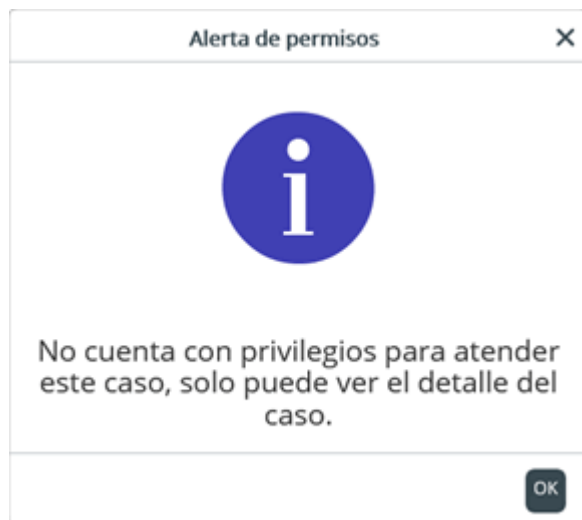 Alerta de permisos
No cuenta con privilegios para atender
este caso, solo puede ver el detalle del
caso.
OK